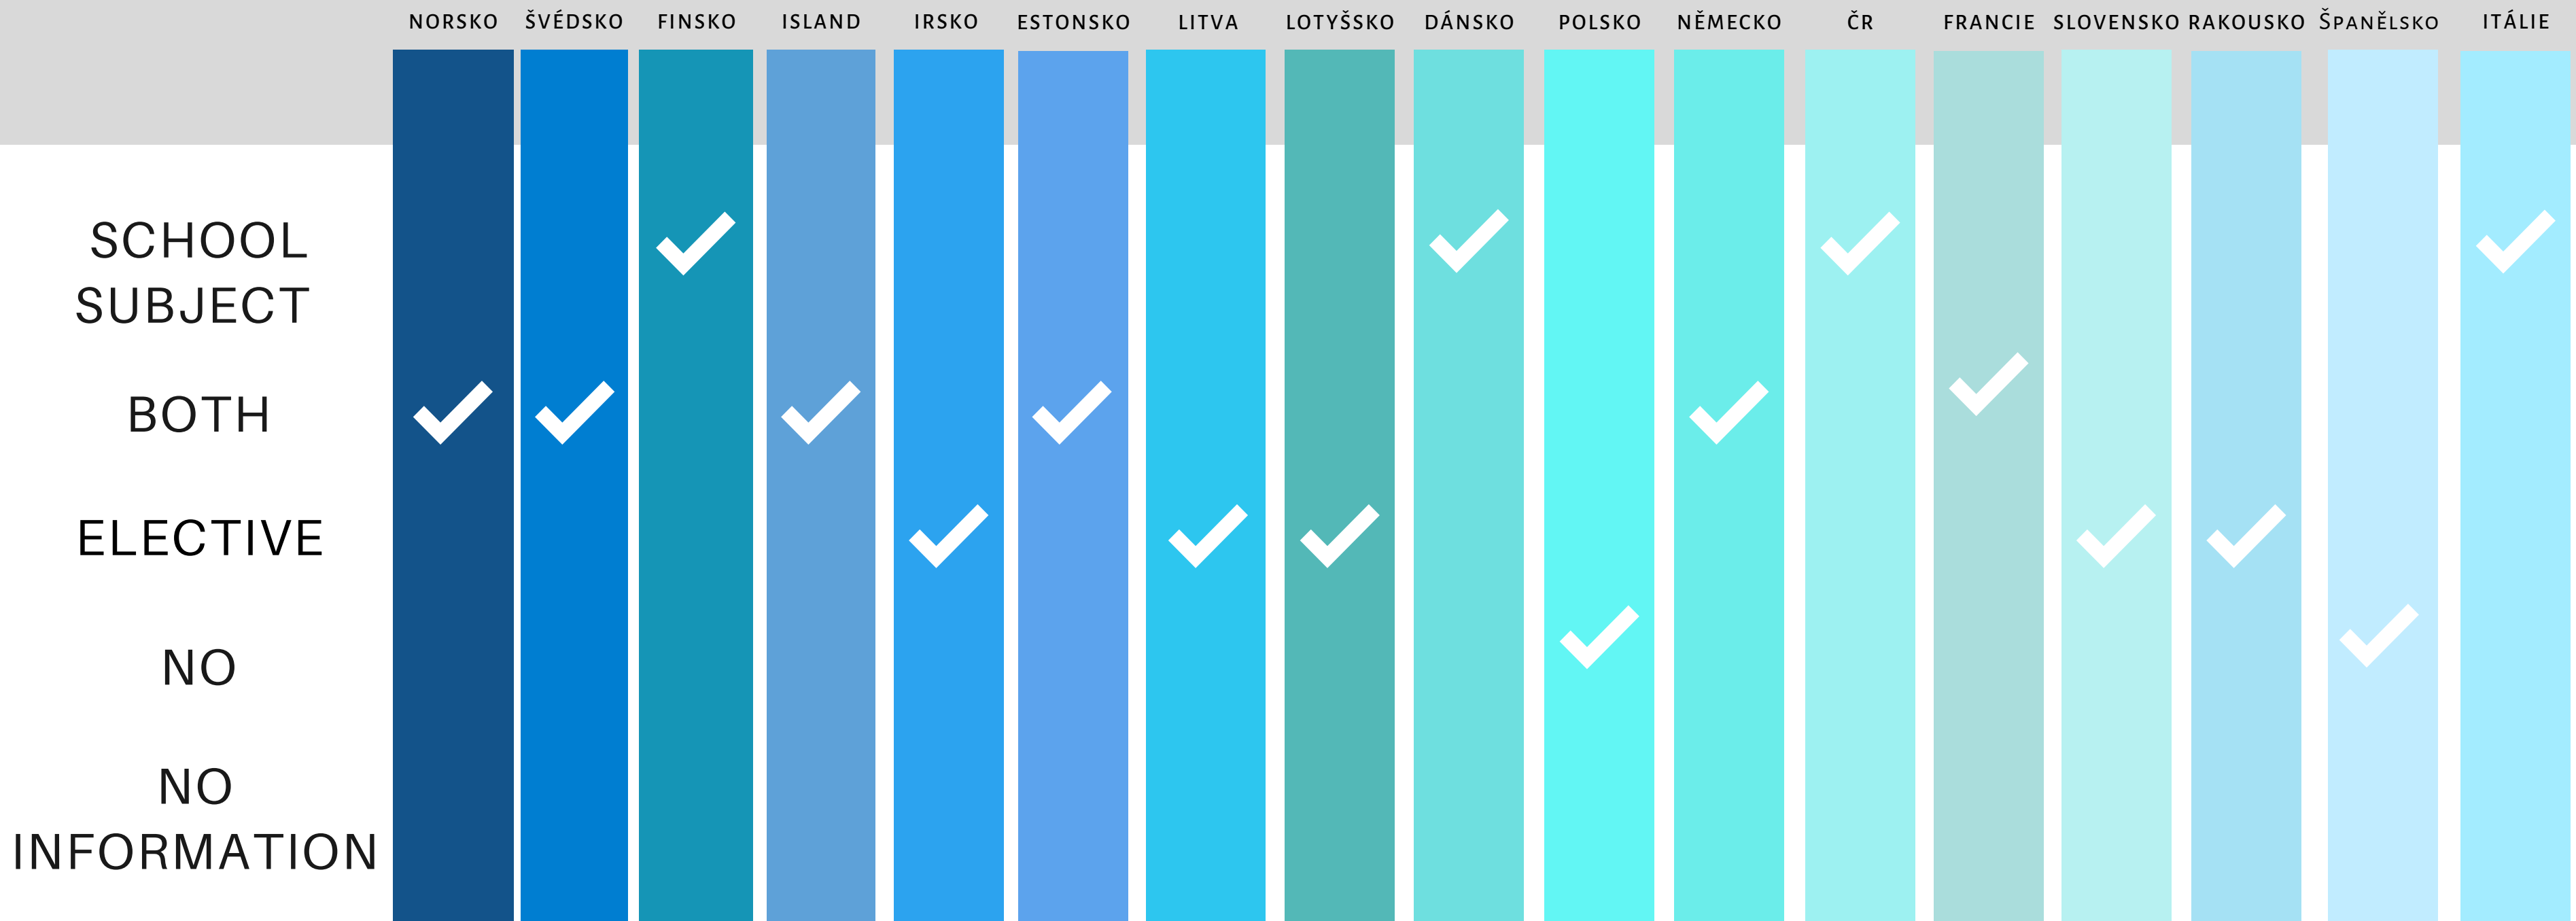 NORSKO ŠVÉDSKO FINSKO ISLAND IRSKO ESTONSKO LITVA LOTYŠSKO DÁNSKO POLSKO NĚMECKO ČR FRANCIE SLOVENSKO RAKOUSKO ŠPANĚLSKO ITÁLIE
SCHOOL
SUBJECT
BOTH
ELECTIVE
NO
NO
INFORMATION